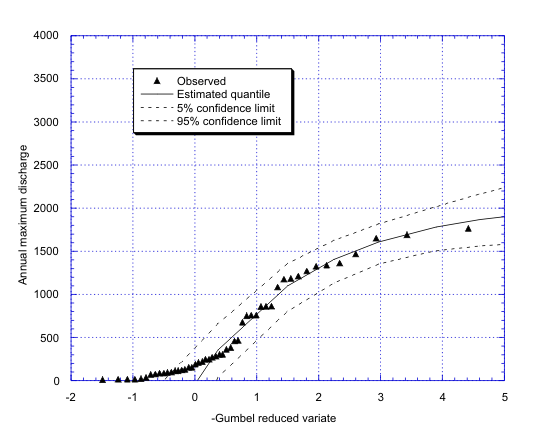 4000
3500
3000
2500
2000
1500
1000
500
0
Annual maximum discharge
Observed
Estimated quantile
5% confidence limit
95% confidence limit
-2
-1
0
1
2
3
4
5
-Gumbel reduced variate